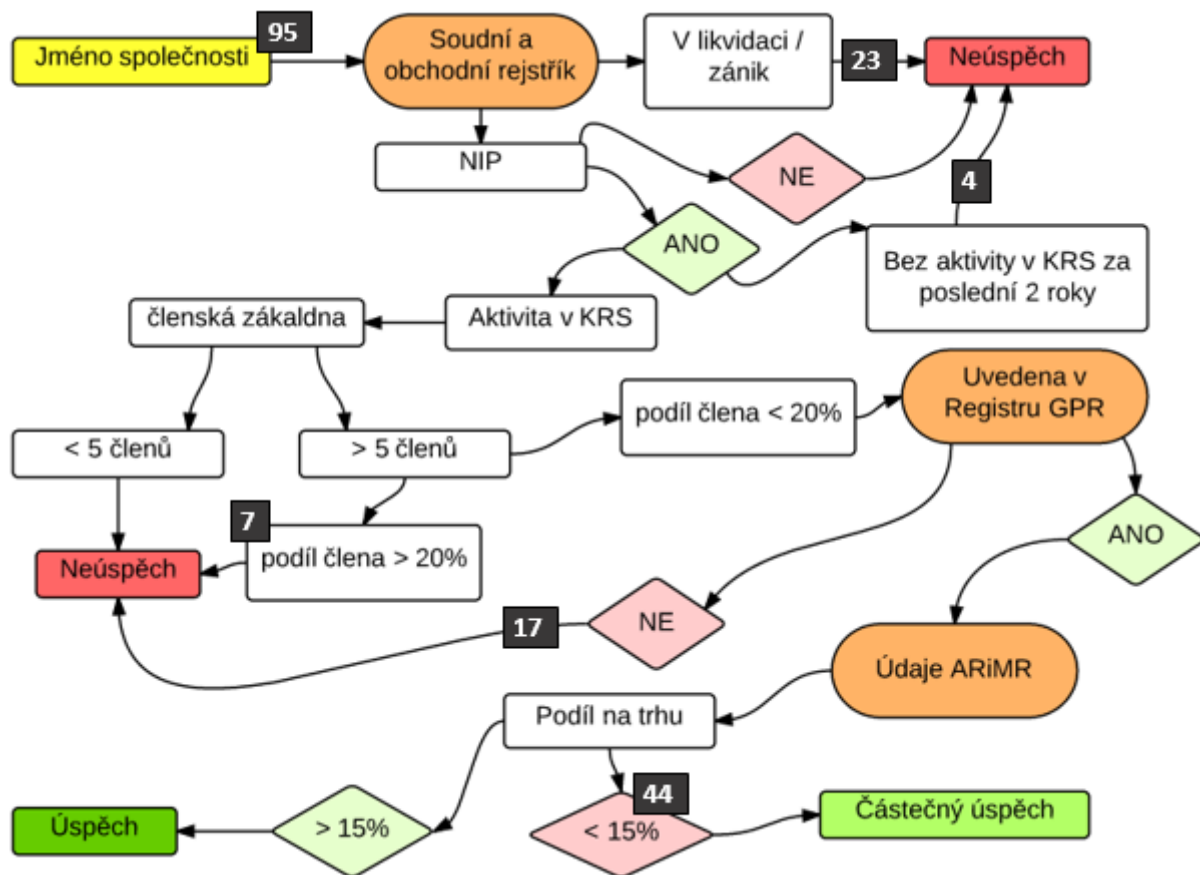 95
Jméno společnosti
Soudní a
obchodní rejstřík
V likvidaci /
zánik
23
Neúspěch
NIP
NE
4
ANO
Bez aktivity v KRS za
poslední 2 roky
členská zákaldna
Aktivita v KRS
Uvedena v
Registru GPR
podíl člena < 20%
< 5 členů
> 5 členů
7
podíl člena > 20%
Neúspěch
ANO
17
NE
Údaje ARiMR
Podíl na trhu
44
Úspěch
> 15%
< 15%
Částečný úspěch